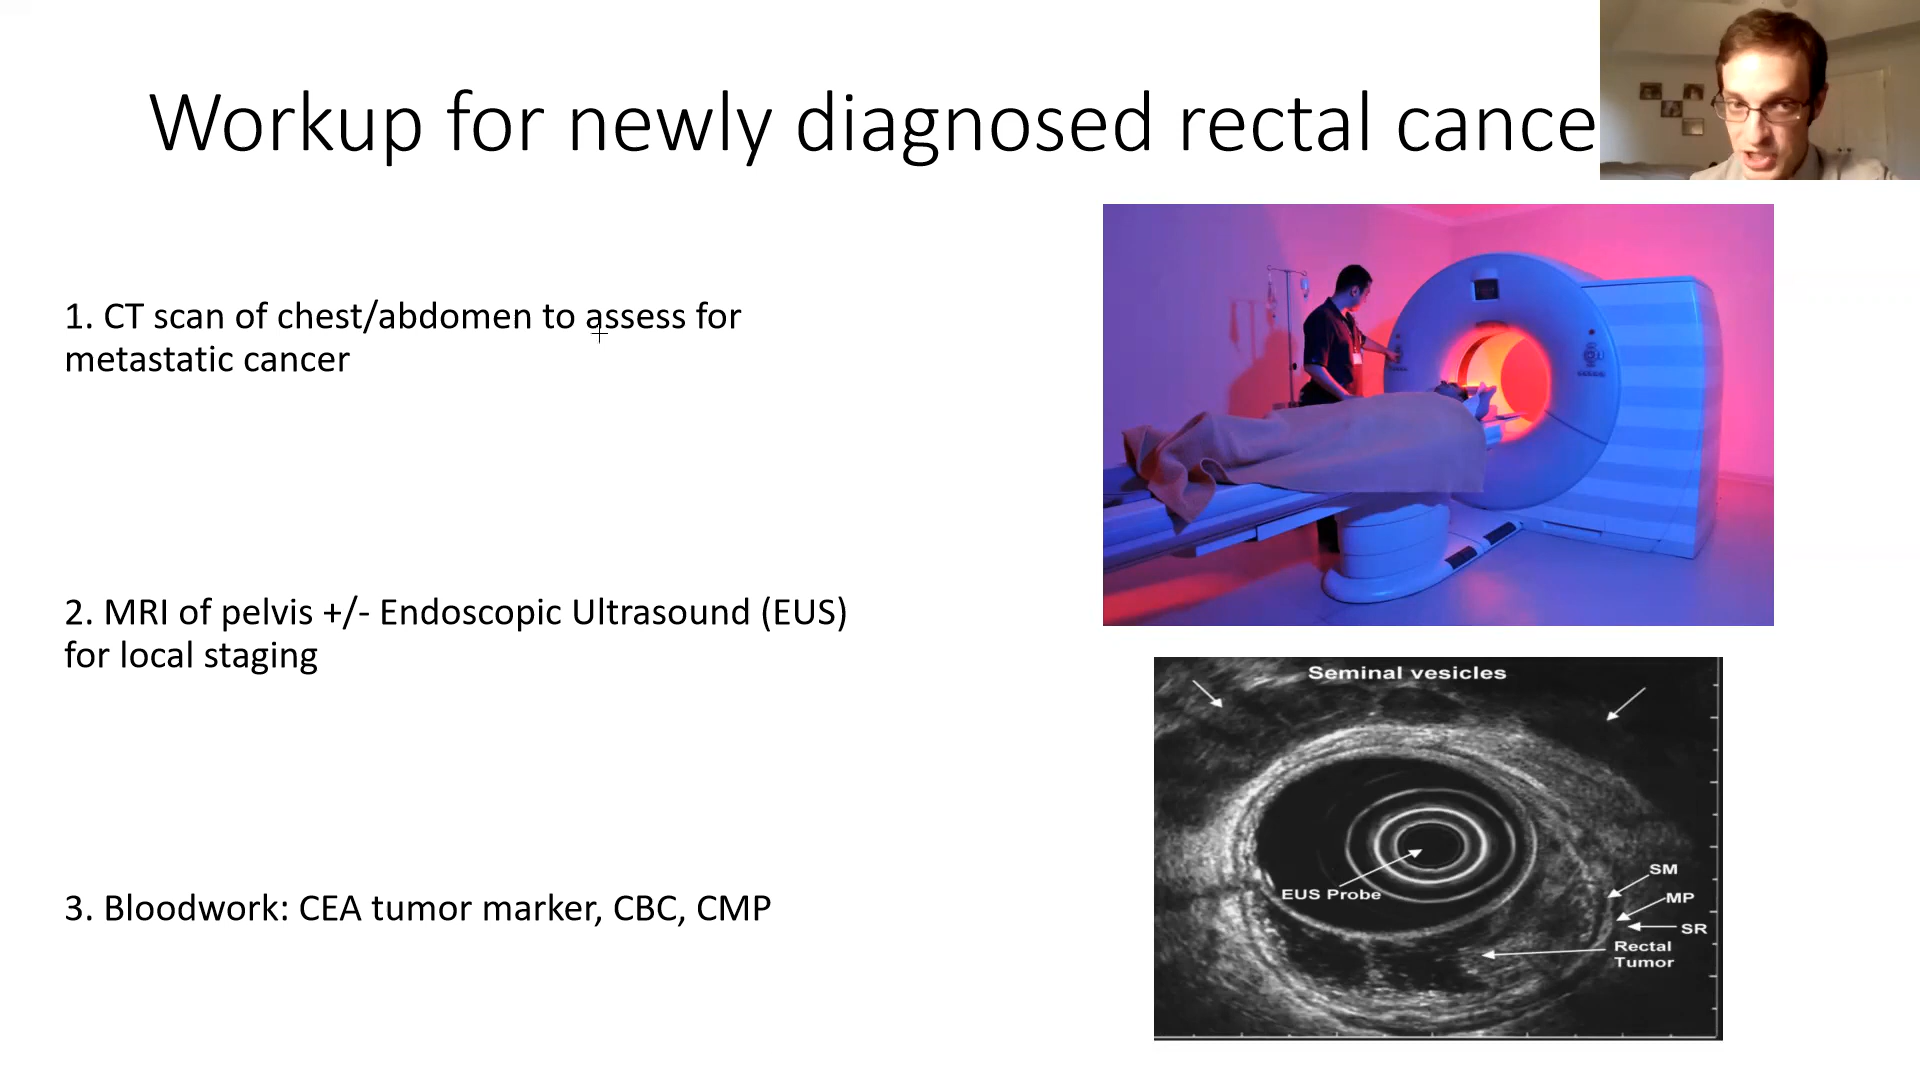 Workup for newly diagnosed rectal cance
1. CT scan of chest/abdomen to assess for
metastatic cancer
2. MRI of pelvis +/- Endoscopic Ultrasound (EUS)
for local staging
3. Bloodwork: CEA tumor marker, CBC, CMP
Seminal vesicles
EUS Probe
SM
MP
SR
Rectal
Tumor